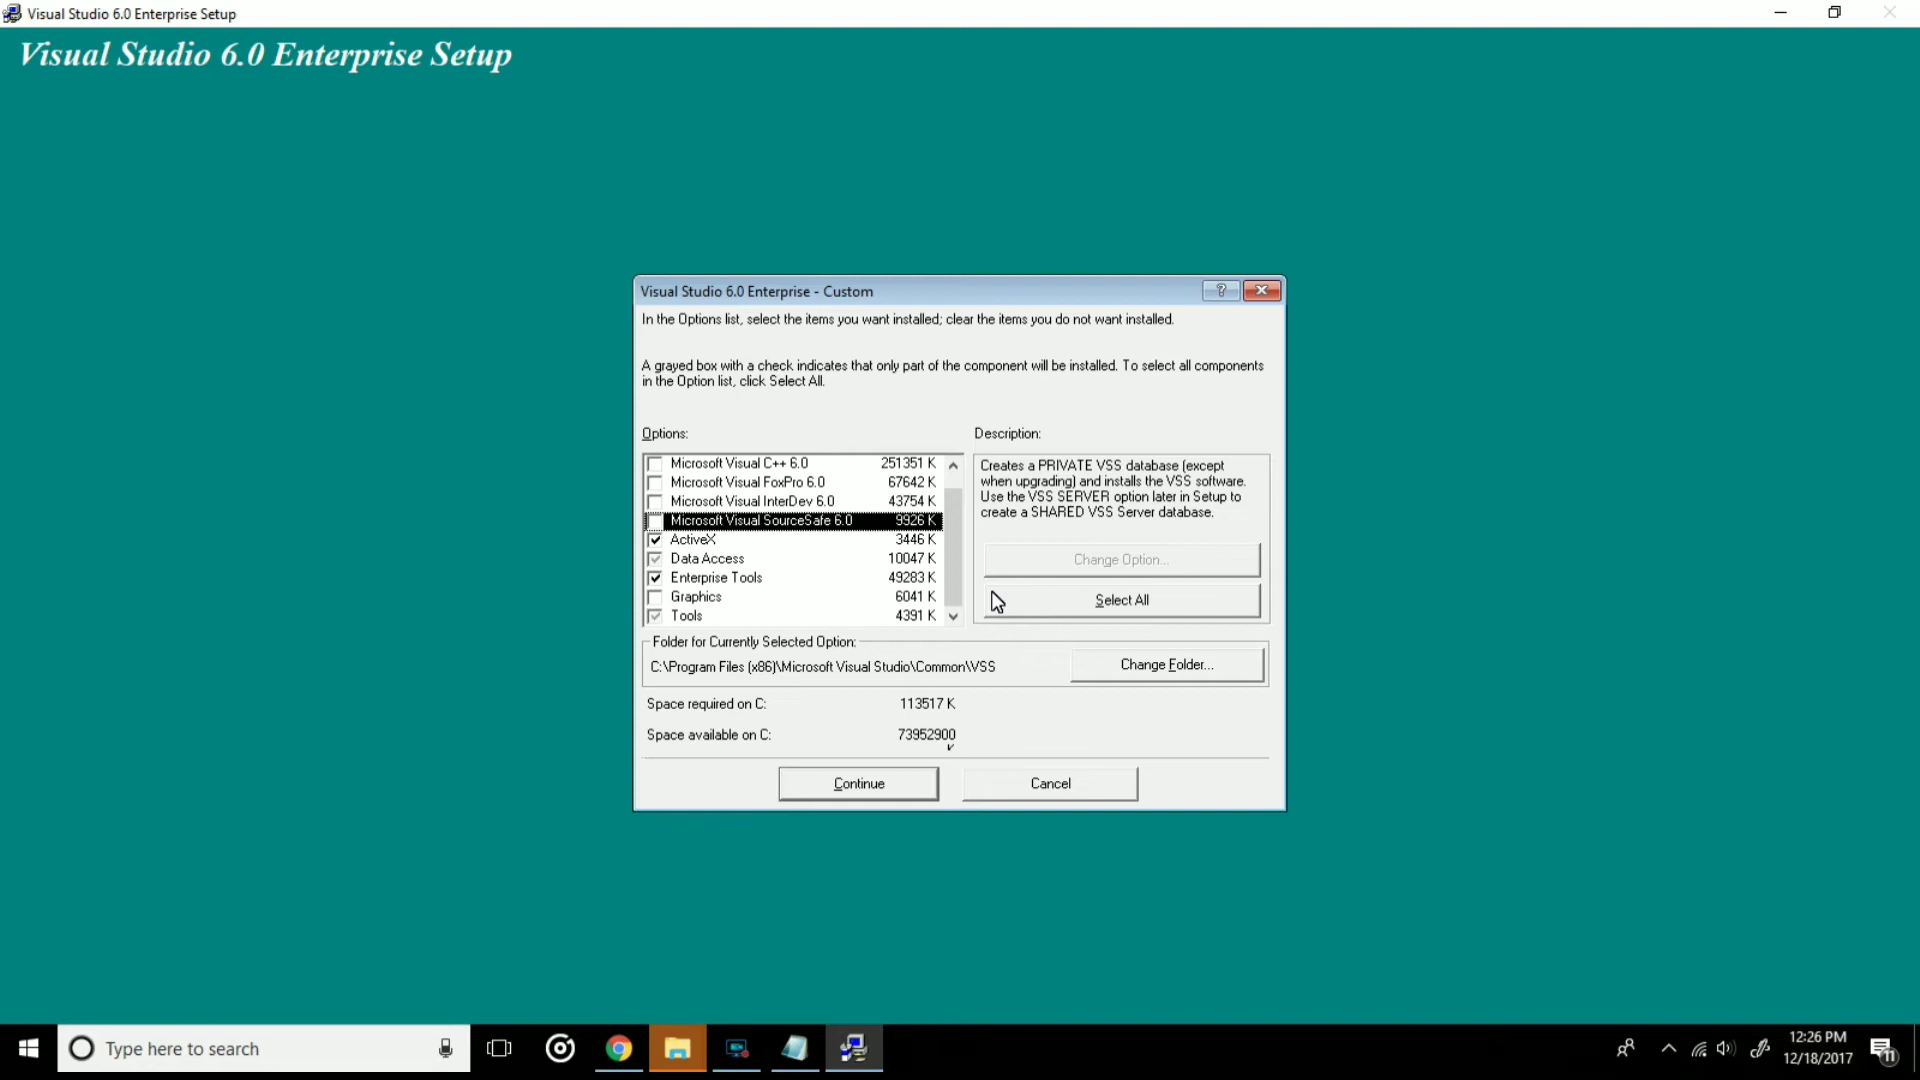 Visual Studio 6.0 Enterprise Setup
Visual Studio 6.0 Enterprise Setup
Visual Studio 6.0 Enterprise - Custom
?
In the Options list, select the items you want installed; clear the items you do not want installed.
A grayed box with a check indicates that only part of the component will be installed. To select all components
in the Option list, click Select All.
Options:
Microsoft Visual C++ 6.0 251351 K
Microsoft Visual FoxPro 6.0 67642 K
Microsoft Visual InterDev 6.0 43754 K
Microsoft Visual SourceSafe 6.0 9926 K
ActiveX 3446 K
Data Access 10047 K
Enterprise Tools 49283 K
Graphics 6041 K
Tools 4391 K
Description:
Creates a PRIVATE VSS database (except
when upgrading) and installs the VSS software.
Use the VSS SERVER option later in Setup to
create a SHARED VSS Server database.
Change Option...
Select All
Folder for Currently Selected Option:
C:\Program Files (x86)\Microsoft Visual Studio\Common\VSS
Change Folder...
Space required on C: 113517 K
Space available on C: 73952900
Continue
Cancel
Type here to search
12:26 PM
12/18/2017
11